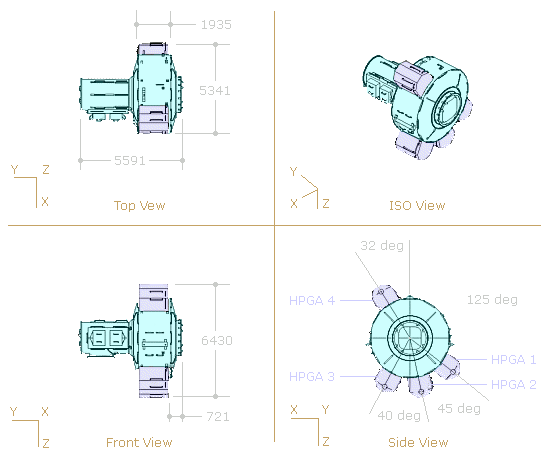 1935
5341
5591
Y Z
X
Top Vew
Y
X Z
ISO View
6430
721
Y X
Z
Front View
32 deg
HPGA 4
125 deg
HPGA 1
HPGA 3
HPGA 2
45 deg
40 deg
X Y
Z
Side View